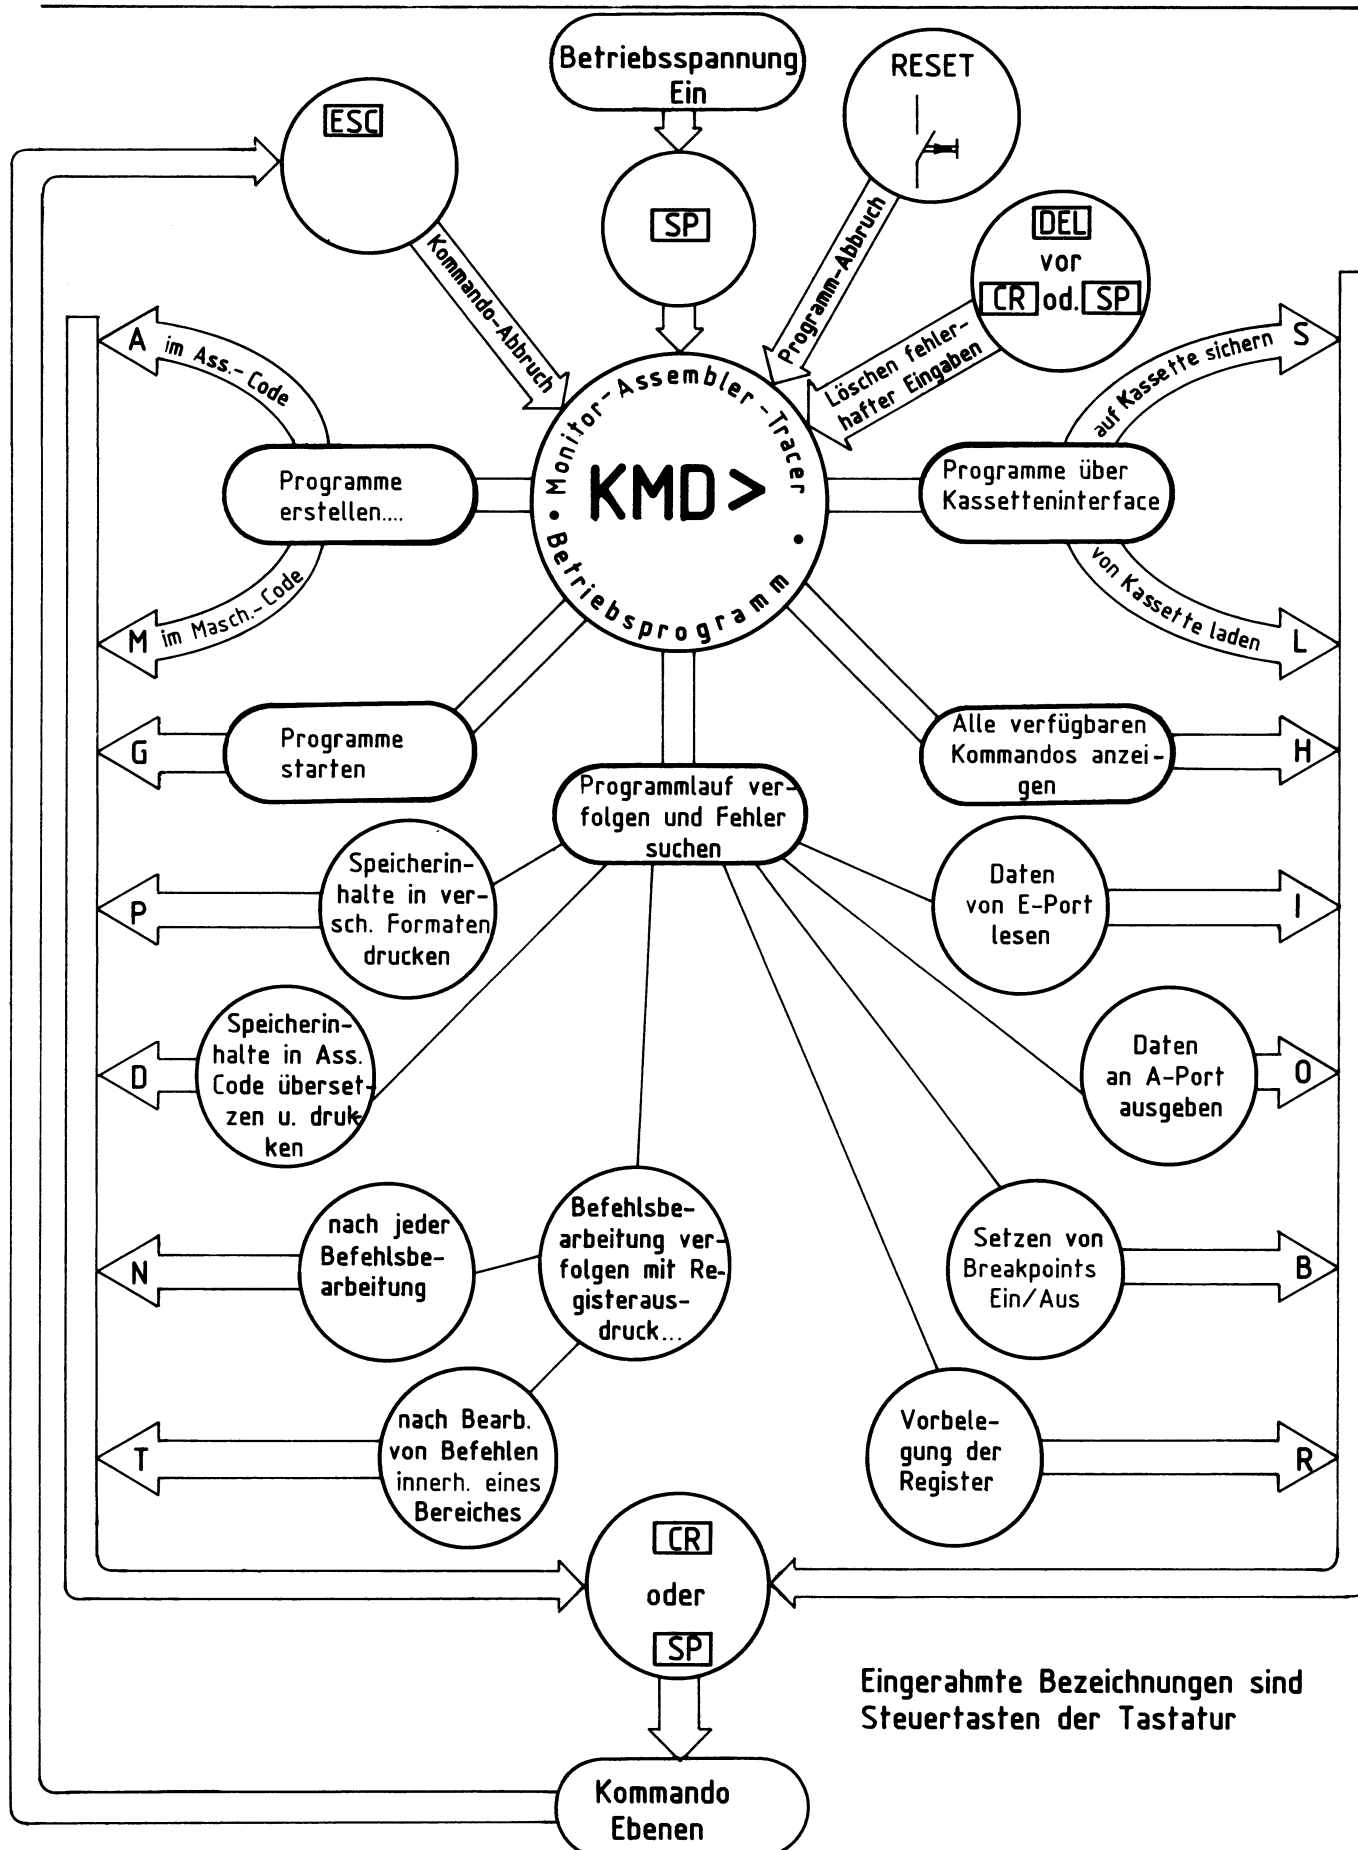 Betriebsspannung
Ein
RESET
ESC
SP
DEL
vor
CR od. SP
Kommando-Abbruch
Programm-Abbruch
Löschen fehler-
hafter Eingaben
A
im Ass.-Code
auf Kassette sichern
S
Monitor-Assembler-Tracer
KMD >
• Betriebsprogramm •
Programme
erstellen....
Programme über
Kassetteninterface
M
im Masch.-Code
von Kassette laden
L
G
Programme
starten
Alle verfügbaren
Kommandos anzei-
gen
H
Programmlauf ver-
folgen und Fehler
suchen
P
Speicherin-
halte in ver-
sch. Formaten
drucken
Daten
von E-Port
lesen
I
D
Speicherin-
halte in Ass.
Code überset-
zen u. druk-
ken
Daten
an A-Port
ausgeben
O
N
nach jeder
Befehlsbe-
arbeitung
Befehlsbe-
arbeitung ver-
folgen mit Re-
gisteraus-
druck...
Setzen von
Breakpoints
Ein/Aus
B
T
nach Bearb.
von Befehlen
innerh. eines
Bereiches
Vorbele-
gung der
Register
R
CR
oder
SP
Eingerahmte Bezeichnungen sind
Steuertasten der Tastatur
Kommando
Ebenen